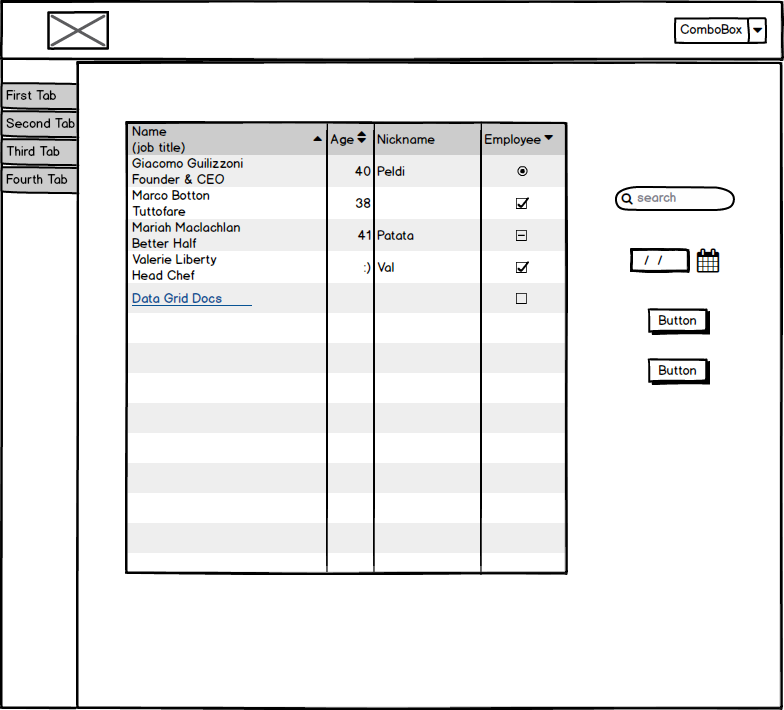 ComboBox
First Tab
Second Tab
Third Tab
Fourth Tab
Name
(job title)
Age
Nickname
Employee
Giacomo Guilizzoni
Founder & CEO
40
Peldi
Marco Botton
Tuttofare
38
Mariah Maclachlan
Better Half
41
Patata
Valerie Liberty
Head Chef
:)
Val
Data Grid Docs
search
/ /
Button
Button